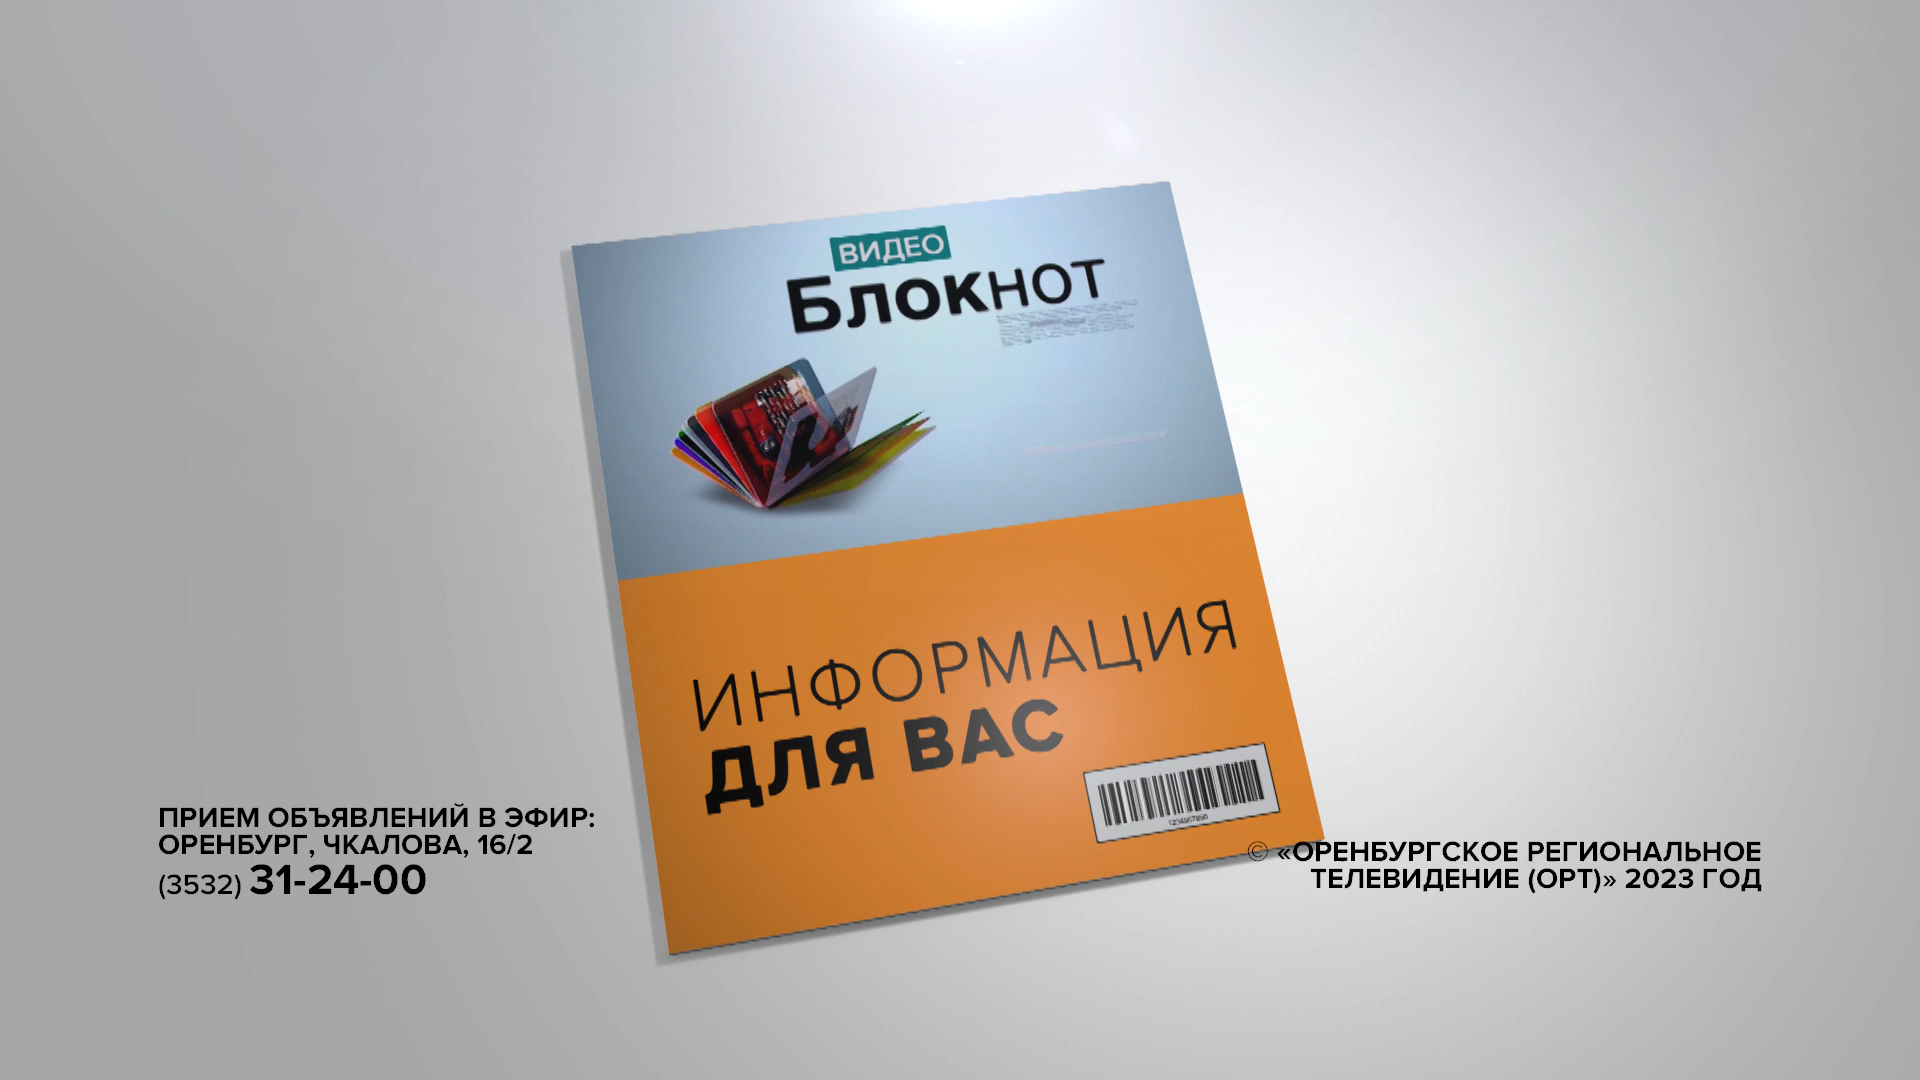 ВИДЕО
Блокнот
ИНФОРМАЦИЯ
ДЛЯ ВАС
1234567890
ПРИЕМ ОБЪЯВЛЕНИЙ В ЭФИР:
ОРЕНБУРГ, ЧКАЛОВА, 16/2
(3532) 31-24-00
© «ОРЕНБУРГСКОЕ РЕГИОНАЛЬНОЕ
ТЕЛЕВИДЕНИЕ (ОРТ)» 2023 ГОД